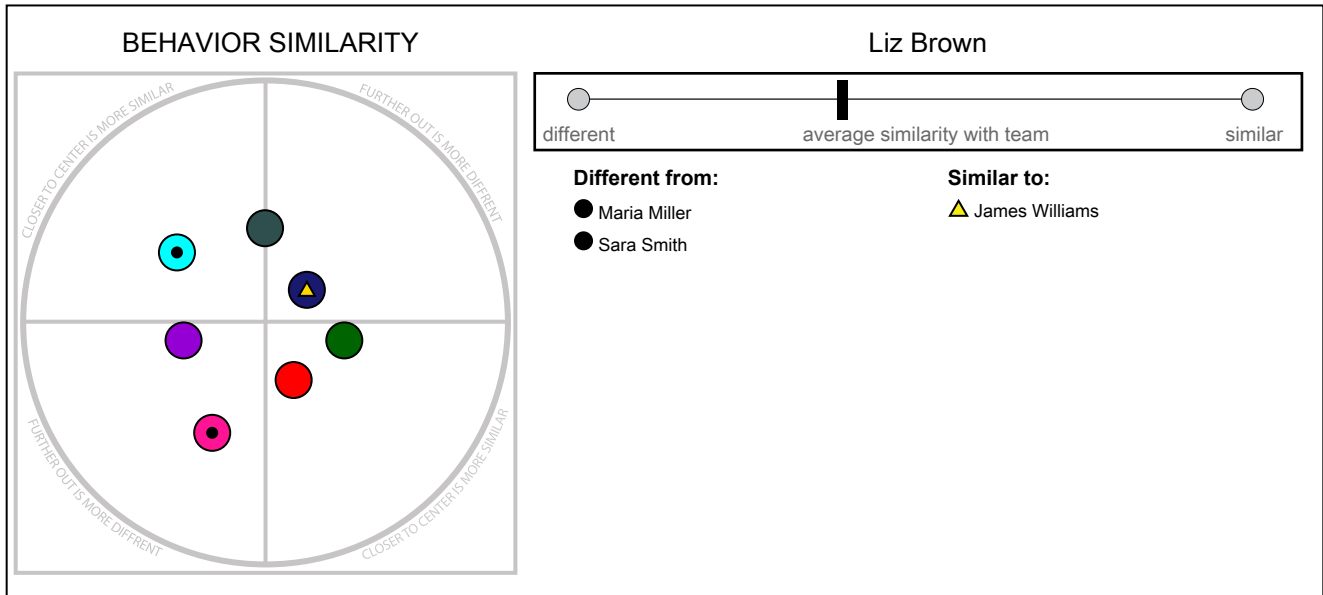 BEHAVIOR SIMILARITY
CLOSER TO CENTER IS MORE SIMILAR
FURTHER OUT IS MORE DIFFRENT
FURTHER OUT IS MORE DIFFRENT
CLOSER TO CENTER IS MORE SIMILAR
Liz Brown
different average similarity with team similar
Different from:
Maria Miller
Sara Smith
Similar to:
James Williams